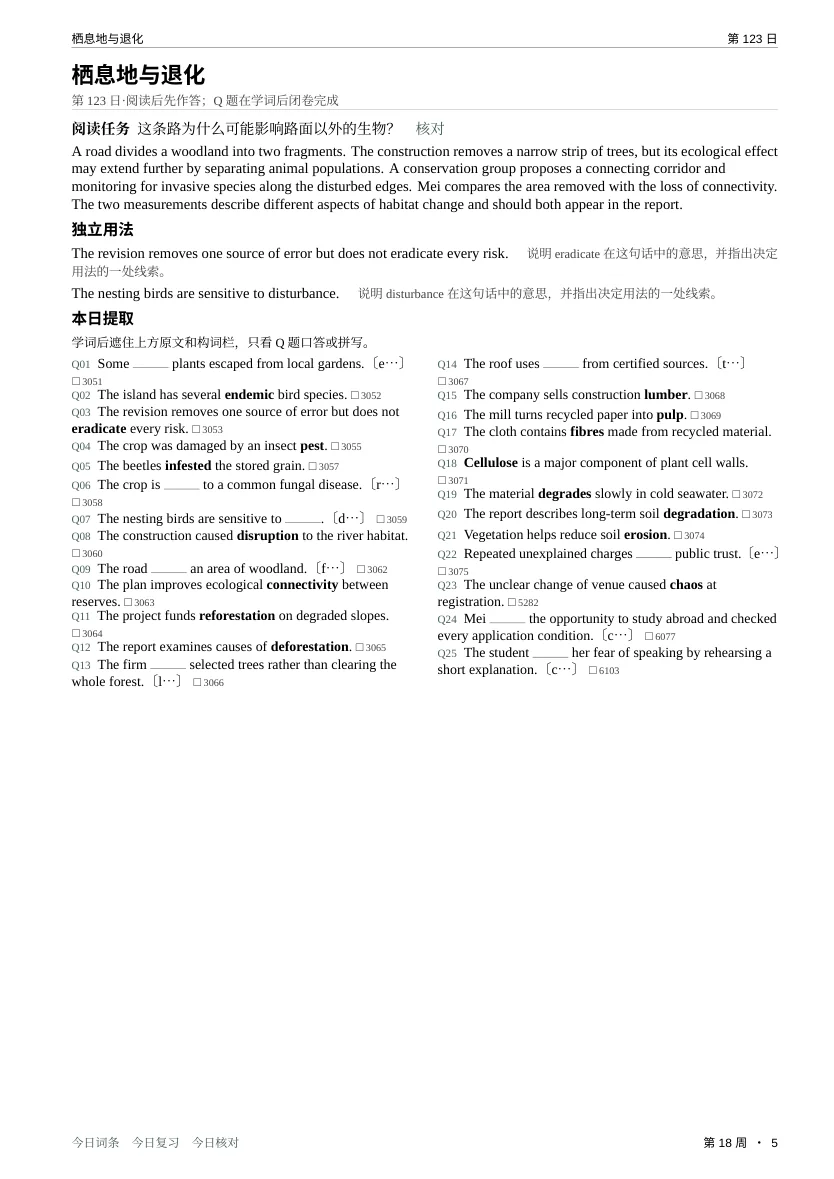 栖息地与退化 第 123 日
栖息地与退化
第 123 日·阅读后先作答；Q 题在学词后闭卷完成
阅读任务 这条路为什么可能影响路面以外的生物？ 核对
A road divides a woodland into two fragments. The construction removes a narrow strip of trees, but its ecological effect
may extend further by separating animal populations. A conservation group proposes a connecting corridor and
monitoring for invasive species along the disturbed edges. Mei compares the area removed with the loss of connectivity.
The two measurements describe different aspects of habitat change and should both appear in the report.
独立用法
The revision removes one source of error but does not eradicate every risk. 说明 eradicate 在这句话中的意思，并指出决定
用法的一处线索。
The nesting birds are sensitive to disturbance. 说明 disturbance 在这句话中的意思，并指出决定用法的一处线索。
本日提取
学词后遮住上方原文和构词栏，只看 Q 题口答或拼写。
Q01 Some _____ plants escaped from local gardens.〔e···〕
□ 3051
Q02 The island has several endemic bird species. □ 3052
Q03 The revision removes one source of error but does not
eradicate every risk. □ 3053
Q04 The crop was damaged by an insect pest. □ 3055
Q05 The beetles infested the stored grain. □ 3057
Q06 The crop is _____ to a common fungal disease.〔r···〕
□ 3058
Q07 The nesting birds are sensitive to _____.〔d···〕 □ 3059
Q08 The construction caused disruption to the river habitat.
□ 3060
Q09 The road _____ an area of woodland.〔f···〕 □ 3062
Q10 The plan improves ecological connectivity between
reserves. □ 3063
Q11 The project funds reforestation on degraded slopes.
□ 3064
Q12 The report examines causes of deforestation. □ 3065
Q13 The firm _____ selected trees rather than clearing the
whole forest.〔l···〕 □ 3066
Q14 The roof uses _____ from certified sources.〔t···〕
□ 3067
Q15 The company sells construction lumber. □ 3068
Q16 The mill turns recycled paper into pulp. □ 3069
Q17 The cloth contains fibres made from recycled material.
□ 3070
Q18 Cellulose is a major component of plant cell walls.
□ 3071
Q19 The material degrades slowly in cold seawater. □ 3072
Q20 The report describes long-term soil degradation. □ 3073
Q21 Vegetation helps reduce soil erosion. □ 3074
Q22 Repeated unexplained charges _____ public trust.〔e···〕
□ 3075
Q23 The unclear change of venue caused chaos at
registration. □ 5282
Q24 Mei _____ the opportunity to study abroad and checked
every application condition.〔c···〕 □ 6077
Q25 The student _____ her fear of speaking by rehearsing a
short explanation.〔c···〕 □ 6103
今日词条 今日复习 今日核对 第 18 周 · 5